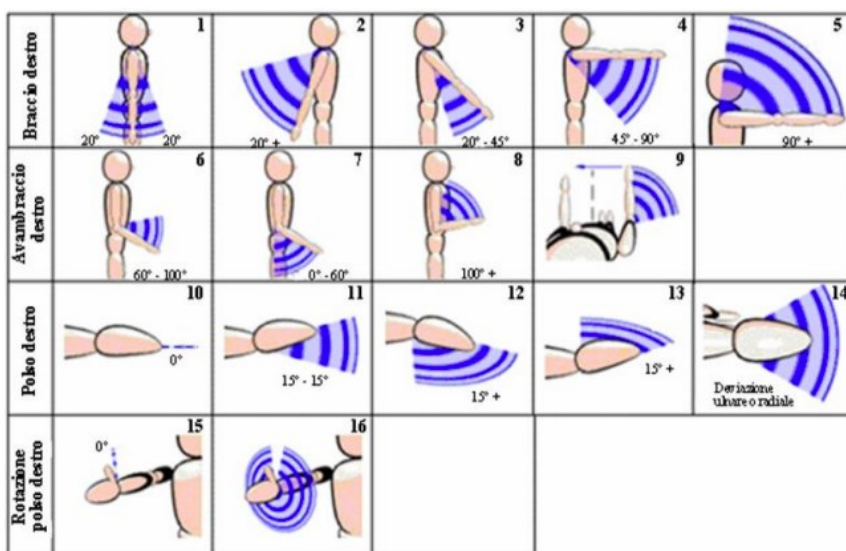 Braccio destro
1
20°
20°
2
20° +
3
20° - 45°
4
45° - 90°
5
90° +
Avambraccio
destro
6
60° - 100°
7
0° - 60°
8
100° +
9
Polso destro
10
0°
11
15° - 15°
12
15° +
13
15° +
14
Deviazione
ulnare o radiale
Rotazione
polso destro
15
0°
16